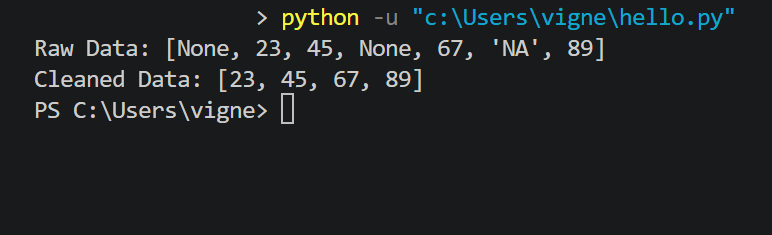 > python -u "c:\Users\vigne\hello.py"
Raw Data: [None, 23, 45, None, 67, 'NA', 89]
Cleaned Data: [23, 45, 67, 89]
PS C:\Users\vigne>